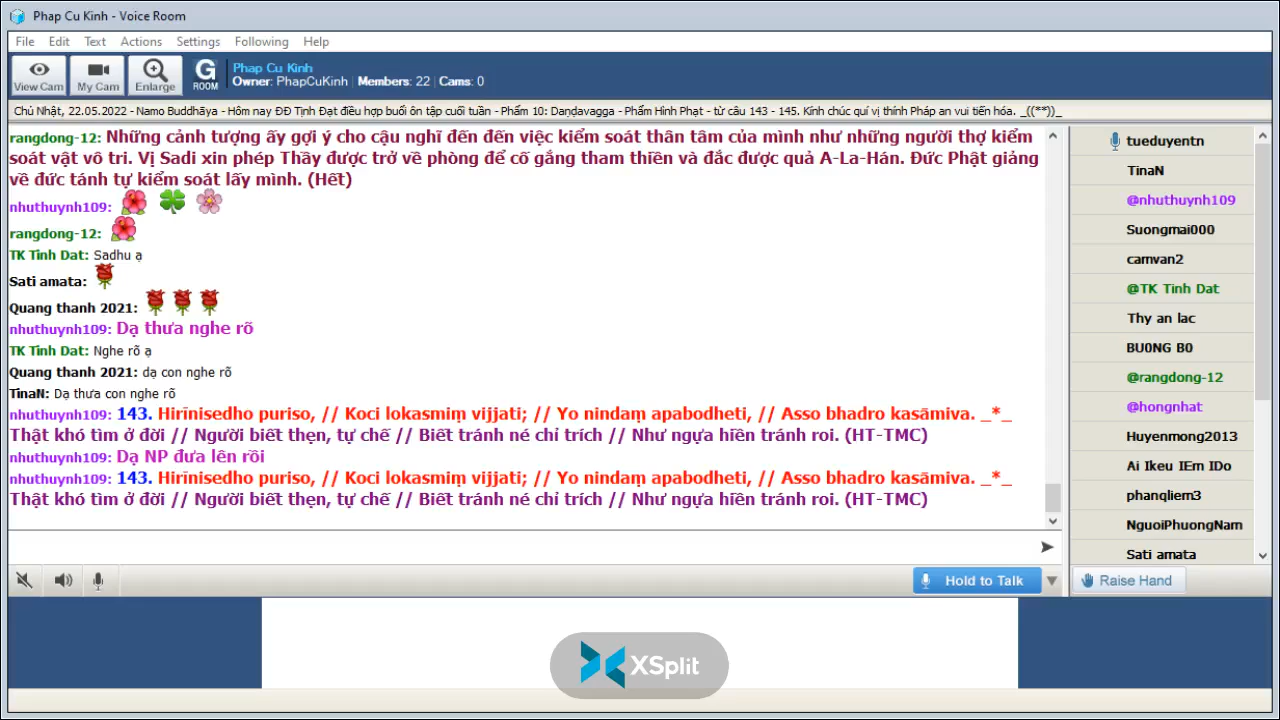 Phap Cu Kinh - Voice Room
File Edit Text Actions Settings Following Help
View Cam My Cam Enlarge G ROOM Phap Cu Kinh
Owner: PhapCuKinh | Members: 22 | Cams: 0
Chủ Nhật, 22.05.2022 - Namo Buddhāya - Hôm nay ĐĐ Tịnh Đạt điều hợp buổi ôn tập cuối tuần - Phẩm 10: Daṇḍavagga - Phẩm Hình Phạt - từ câu 143 - 145. Kính chúc quí vị thính Pháp an vui tiến hóa. _((**))_
rangdong-12: Những cảnh tượng ấy gợi ý cho cậu nghĩ đến đến việc kiểm soát thân tâm của mình như những người thợ kiểm
soát vật vô tri. Vị Sadi xin phép Thầy được trở về phòng để cố gắng tham thiền và đắc được quả A-La-Hán. Đức Phật giảng
về đức tánh tự kiểm soát lấy mình. (Hết)
nhuthuynh109:
rangdong-12:
TK Tinh Dat: Sadhu ạ
Sati amata:
Quang thanh 2021:
nhuthuynh109: Dạ thưa nghe rõ
TK Tinh Dat: Nghe rõ ạ
Quang thanh 2021: dạ con nghe rõ
TinaN: Dạ thưa con nghe rõ
nhuthuynh109: 143. Hirīnisedho puriso, // Koci lokasmiṃ vijjati; // Yo nindaṃ apabodheti, // Asso bhadro kasāmiva. _*_
Thật khó tìm ở đời // Người biết thẹn, tự chế // Biết tránh né chỉ trích // Như ngựa hiền tránh roi. (HT-TMC)
nhuthuynh109: Dạ NP đưa lên rồi
nhuthuynh109: 143. Hirīnisedho puriso, // Koci lokasmiṃ vijjati; // Yo nindaṃ apabodheti, // Asso bhadro kasāmiva. _*_
Thật khó tìm ở đời // Người biết thẹn, tự chế // Biết tránh né chỉ trích // Như ngựa hiền tránh roi. (HT-TMC)
tueduyentn
TinaN
@nhuthuynh109
Suongmai000
camvan2
@TK Tinh Dat
Thy an lac
BU0NG B0
@rangdong-12
@hongnhat
Huyenmong2013
Ai Ikeu IEm IDo
phanqliem3
NguoiPhuongNam
Sati amata
Hold to Talk
Raise Hand
XSplit